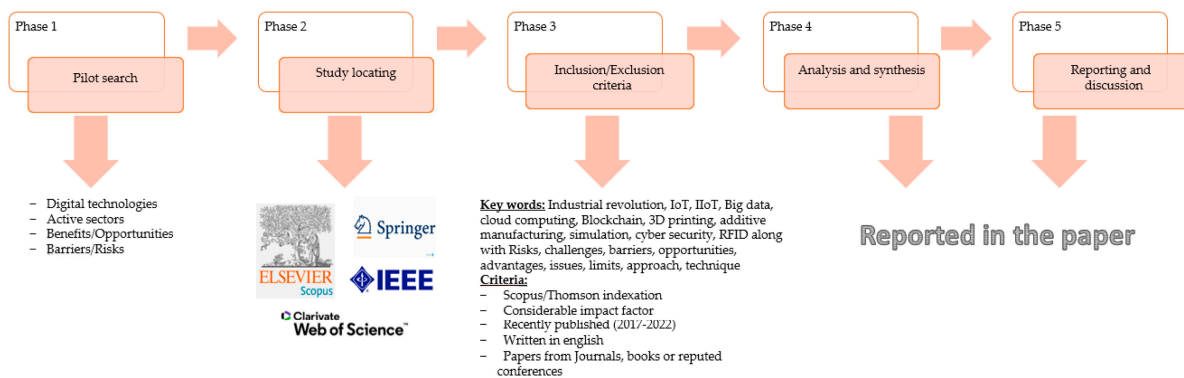 Phase 1
Pilot search
Phase 2
Study locating
Phase 3
Inclusion/Exclusion
criteria
Phase 4
Analysis and synthesis
Phase 5
Reporting and
discussion
– Digital technologies
– Active sectors
– Benefits/Opportunities
– Barriers/Risks
ELSEVIER
Scopus
Springer
IEEE
Clarivate
Web of Science™
Key words: Industrial revolution, IoT, IIoT, Big data,
cloud computing, Blockchain, 3D printing, additive
manufacturing, simulation, cyber security, RFID along
with Risks, challenges, barriers, opportunities,
advantages, issues, limits, approach, technique
Criteria:
– Scopus/Thomson indexation
– Considerable impact factor
– Recently published (2017-2022)
– Written in english
– Papers from Journals, books or reputed
conferences
Reported in the paper